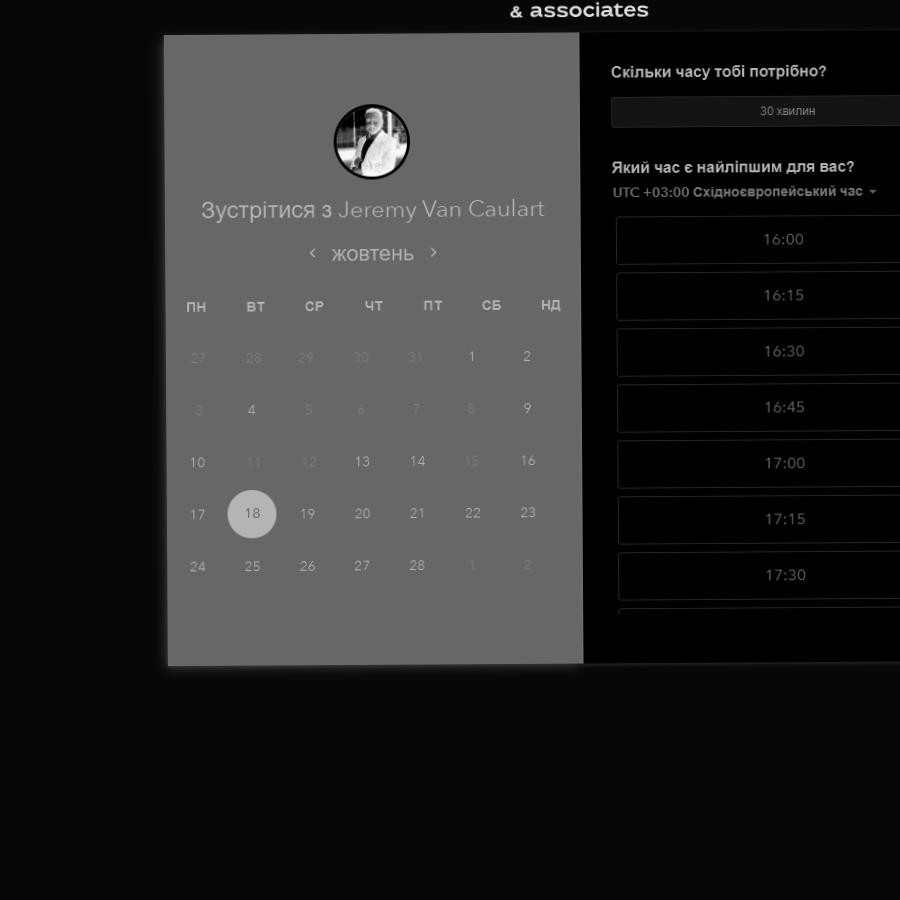 & associates
Зустрітися з Jeremy Van Caulart
жовтень
ПН ВТ СР ЧТ ПТ СБ НД
27 28 29 30 31 1 2
3 4 5 6 7 8 9
10 11 12 13 14 15 16
17 18 19 20 21 22 23
24 25 26 27 28 1 2
Скільки часу тобі потрібно?
30 хвилин
Який час є найліпшим для вас?
UTC +03:00 Східноєвропейський час
16:00
16:15
16:30
16:45
17:00
17:15
17:30